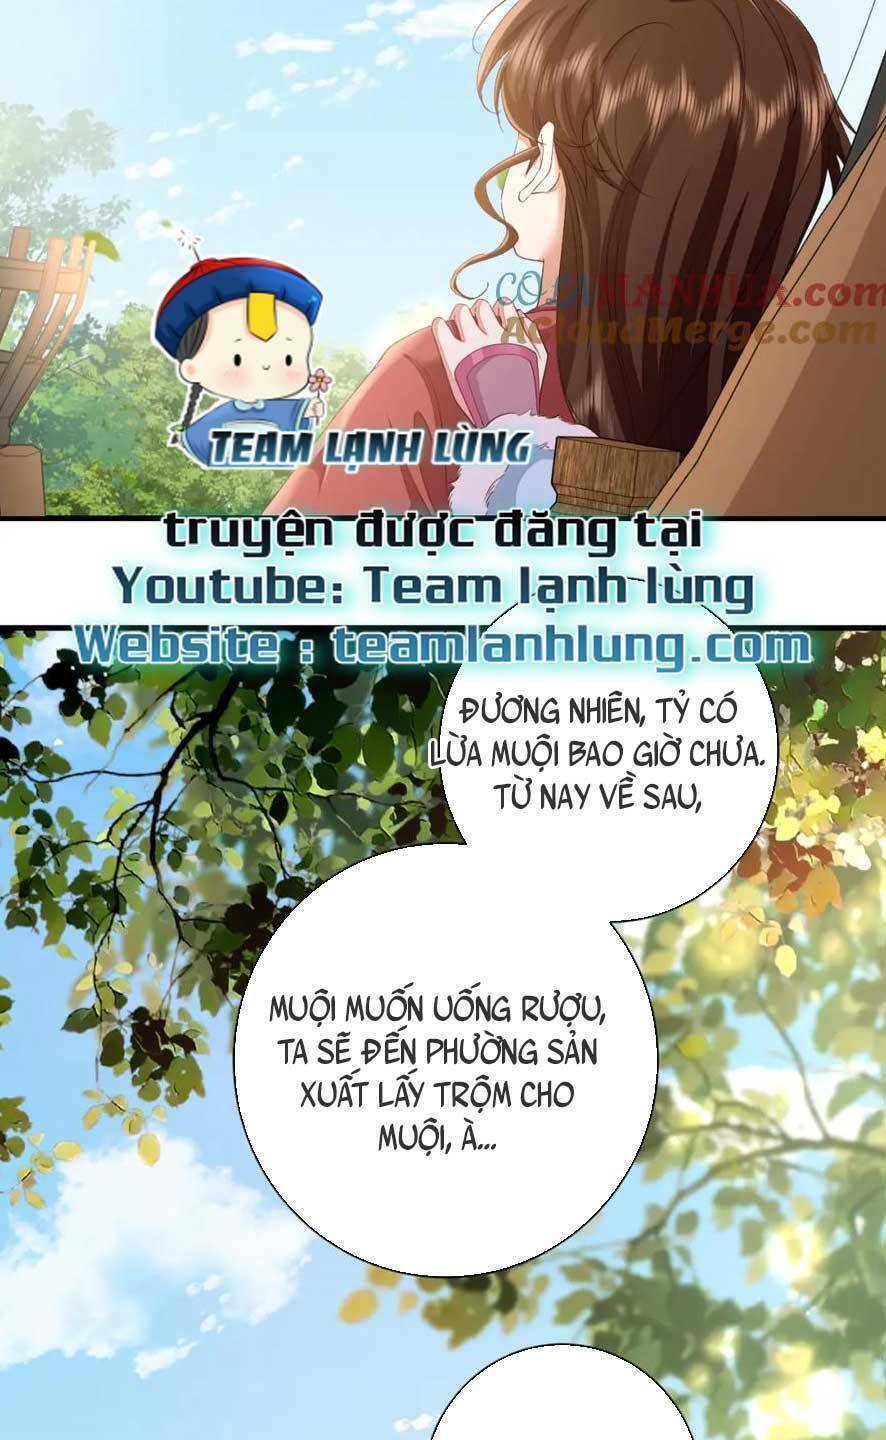 COLAMANHUA.com
ACloudMerge.com
TEAM LẠNH LÙNG
truyện được đăng tại
Youtube: Team lạnh lùng
Website : teamlanhlung.com
ĐƯƠNG NHIÊN, TỶ CÓ
LỪA MUỘI BAO GIỜ CHƯA.
TỪ NAY VỀ SAU,
MUỘI MUỐN UỐNG RƯỢU,
TA SẼ ĐẾN PHƯỜNG SẢN
XUẤT LẤY TRỘM CHO
MUỘI, À...